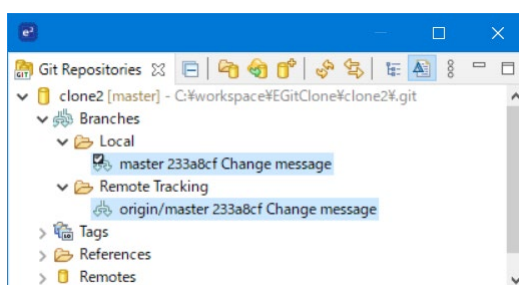 e²
Git Repositories
clone2 [master] - C:¥workspace¥EGitClone¥clone2¥.git
Branches
Local
master 233a8cf Change message
Remote Tracking
origin/master 233a8cf Change message
Tags
References
Remotes